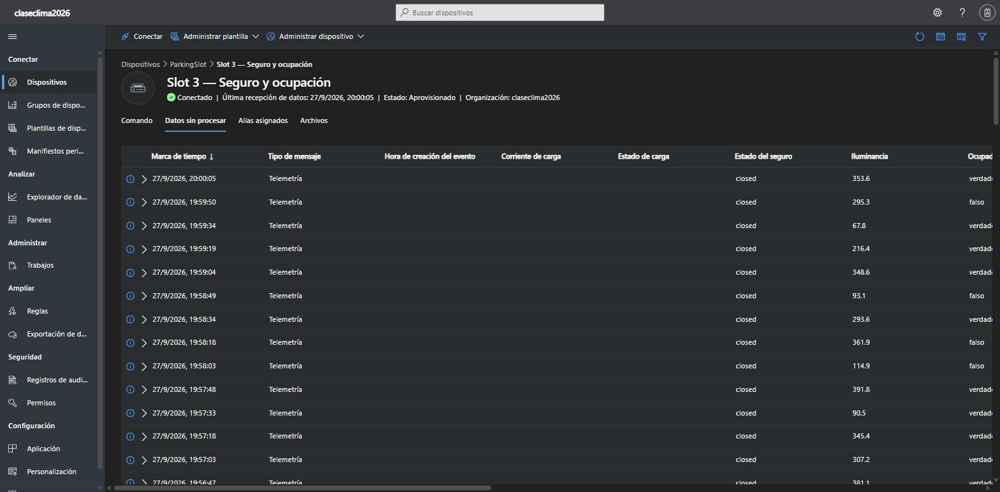 claseclima2026
Buscar dispositivos
Conectar
Administrar plantilla
Administrar dispositivo
Conectar
Dispositivos
Grupos de dispo...
Plantillas de disp...
Manifiestos peri...
Analizar
Explorador de da...
Paneles
Administrar
Trabajos
Ampliar
Reglas
Exportación de d...
Seguridad
Registros de audi...
Permisos
Configuración
Aplicación
Personalización
Dispositivos > ParkingSlot > Slot 3 — Seguro y ocupación
Slot 3 — Seguro y ocupación
Conectado | Última recepción de datos: 27/9/2026, 20:00:05 | Estado: Aprovisionado | Organización: claseclima2026
Comando Datos sin procesar Alias asignados Archivos
Marca de tiempo ↓ Tipo de mensaje Hora de creación del evento Corriente de carga Estado de carga Estado del seguro Iluminancia Ocupad
27/9/2026, 20:00:05 Telemetría closed 353.6 verdad
27/9/2026, 19:59:50 Telemetría closed 295.3 falso
27/9/2026, 19:59:34 Telemetría closed 67.8 verdad
27/9/2026, 19:59:19 Telemetría closed 216.4 verdad
27/9/2026, 19:59:04 Telemetría closed 348.6 verdad
27/9/2026, 19:58:49 Telemetría closed 93.1 falso
27/9/2026, 19:58:34 Telemetría closed 293.6 verdad
27/9/2026, 19:58:18 Telemetría closed 361.9 falso
27/9/2026, 19:58:03 Telemetría closed 114.9 falso
27/9/2026, 19:57:48 Telemetría closed 391.8 verdad
27/9/2026, 19:57:33 Telemetría closed 90.5 verdad
27/9/2026, 19:57:18 Telemetría closed 345.4 verdad
27/9/2026, 19:57:03 Telemetría closed 307.2 verdad
27/9/2026, 19:56:47 Telemetría closed 381.1 verdad